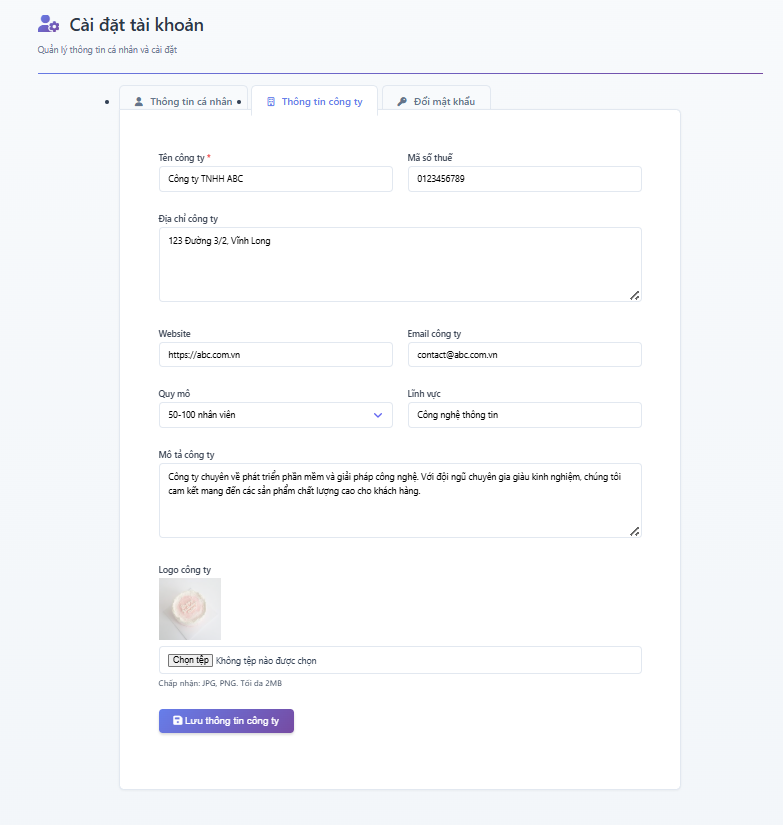 Cài đặt tài khoản
Quản lý thông tin cá nhân và cài đặt
Thông tin cá nhân
Thông tin công ty
Đổi mật khẩu
Tên công ty *
Mã số thuế
Công ty TNHH ABC
0123456789
Địa chỉ công ty
123 Đường 3/2, Vĩnh Long
Website
Email công ty
https://abc.com.vn
contact@abc.com.vn
Quy mô
Lĩnh vực
50-100 nhân viên
Công nghệ thông tin
Mô tả công ty
Công ty chuyên về phát triển phần mềm và giải pháp công nghệ. Với đội ngũ chuyên gia giàu kinh nghiệm, chúng tôi
cam kết mang đến các sản phẩm chất lượng cao cho khách hàng.
Logo công ty
Chọn tệp Không tệp nào được chọn
Chấp nhận: JPG, PNG. Tối đa 2MB
Lưu thông tin công ty